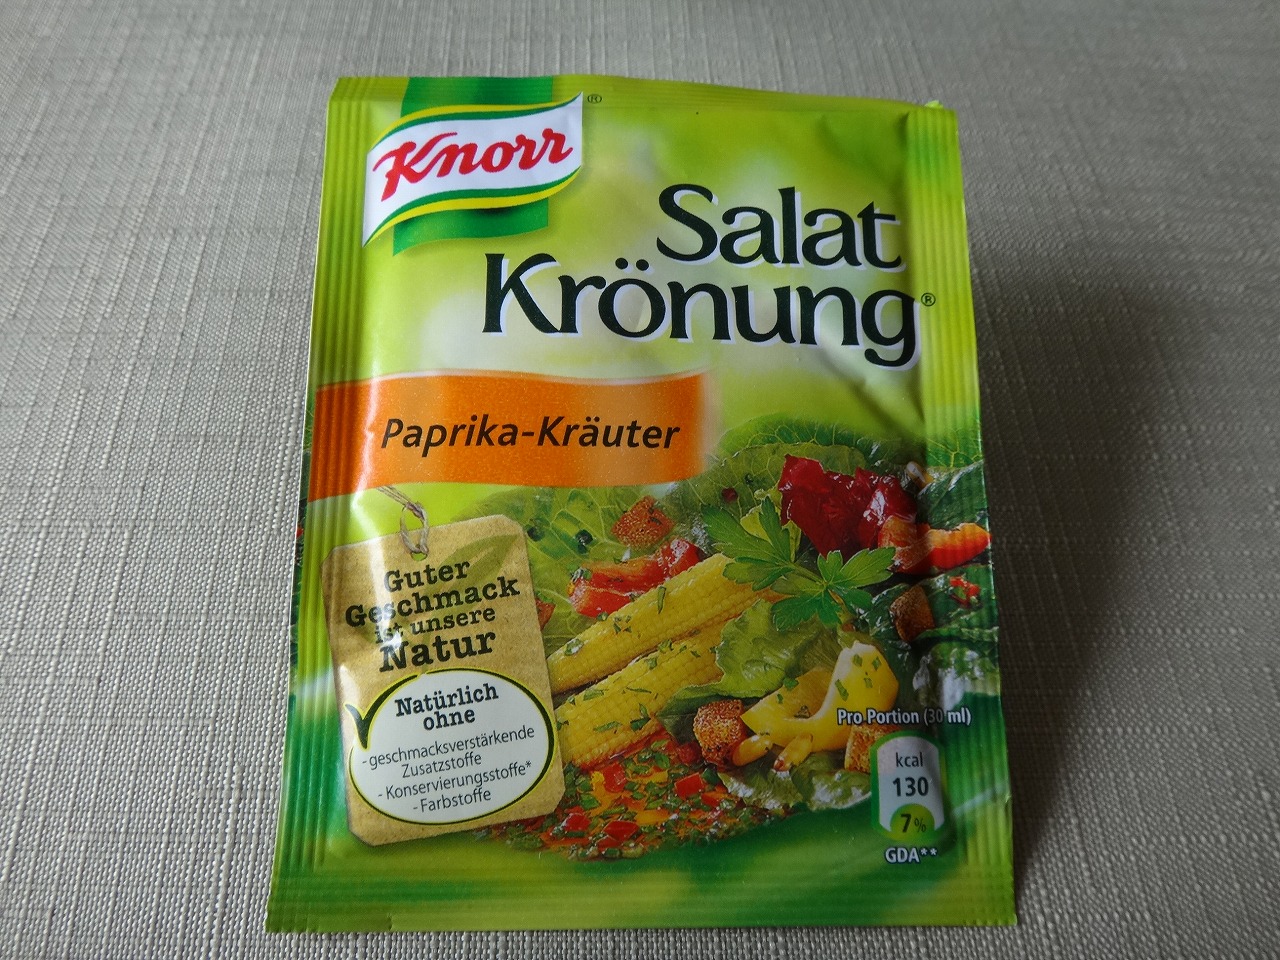 Knorr®
Salat
Krönung®
Paprika-Kräuter
Guter
Geschmack
ist unsere
Natur
Natürlich
ohne
-geschmacksverstärkende
Zusatzstoffe
- Konservierungsstoffe*
- Farbstoffe
Pro Portion (30 ml)
kcal
130
7%
GDA**